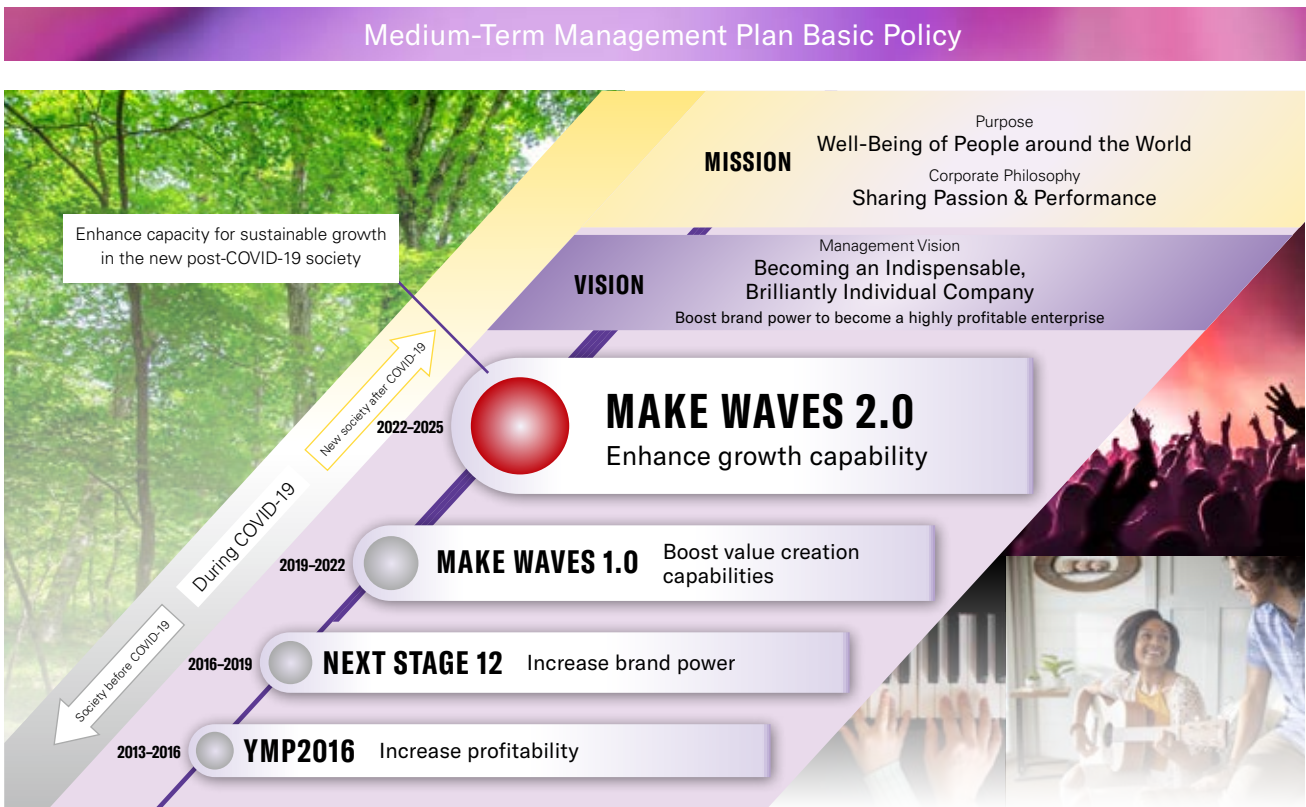 Medium-Term Management Plan Basic Policy
MISSION
Purpose
Well-Being of People around the World
Corporate Philosophy
Sharing Passion & Performance
Enhance capacity for sustainable growth
in the new post-COVID-19 society
VISION
Management Vision
Becoming an Indispensable,
Brilliantly Individual Company
Boost brand power to become a highly profitable enterprise
New society after COVID-19
2022–2025
MAKE WAVES 2.0
Enhance growth capability
During COVID-19
2019–2022
MAKE WAVES 1.0
Boost value creation
capabilities
Society before COVID-19
2016–2019
NEXT STAGE 12
Increase brand power
2013–2016
YMP2016
Increase profitability